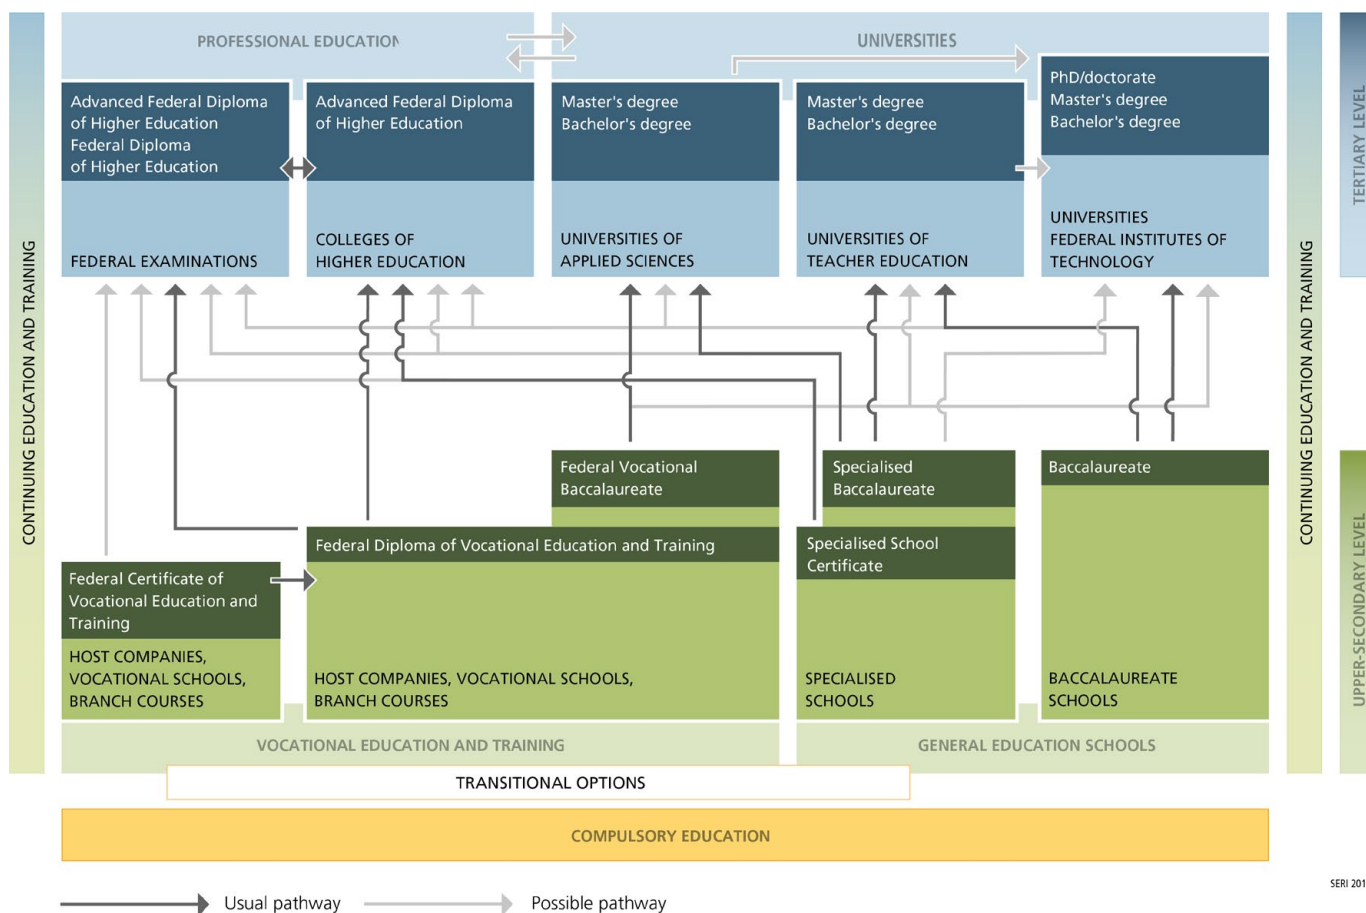 PROFESSIONAL EDUCATION
UNIVERSITIES
Advanced Federal Diploma
of Higher Education
Federal Diploma
of Higher Education
FEDERAL EXAMINATIONS
Advanced Federal Diploma
of Higher Education
COLLEGES OF
HIGHER EDUCATION
Master's degree
Bachelor's degree
UNIVERSITIES OF
APPLIED SCIENCES
Master's degree
Bachelor's degree
UNIVERSITIES OF
TEACHER EDUCATION
PhD/doctorate
Master's degree
Bachelor's degree
UNIVERSITIES
FEDERAL INSTITUTES OF
TECHNOLOGY
TERTIARY LEVEL
CONTINUING EDUCATION AND TRAINING
CONTINUING EDUCATION AND TRAINING
Federal Vocational
Baccalaureate
Specialised
Baccalaureate
Baccalaureate
Federal Diploma of Vocational Education and Training
Specialised School
Certificate
Federal Certificate of
Vocational Education and
Training
HOST COMPANIES,
VOCATIONAL SCHOOLS,
BRANCH COURSES
HOST COMPANIES, VOCATIONAL SCHOOLS,
BRANCH COURSES
SPECIALISED
SCHOOLS
BACCALAUREATE
SCHOOLS
UPPER-SECONDARY LEVEL
VOCATIONAL EDUCATION AND TRAINING
GENERAL EDUCATION SCHOOLS
TRANSITIONAL OPTIONS
COMPULSORY EDUCATION
Usual pathway
Possible pathway
SERI 201